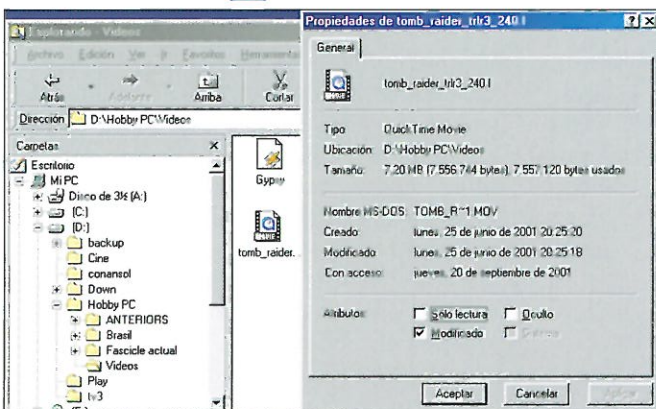 Explorando - Videos
Archivo Edición Ver Ir Favoritos Herramienta
Atrás Adelante Arriba Cortar
Dirección D:\Hobby PC\Videos
Carpetas ×
Escritorio
Mi PC
Disco de 3½ (A:)
(C:)
(D:)
backup
Cine
conansol
Down
Hobby PC
ANTERIORS
Brasil
Fascicle actual
Videos
Play
tv3
Gypsy
tomb_raider.
Propiedades de tomb_raider_trlr3_240.l ? ×
General
tomb_raider_trlr3_240.l
Tipo QuickTime Movie
Ubicación: D:\Hobby PC\Videos
Tamaño: 7,20 MB (7.556.744 bytes), 7.557.120 bytes usados
Nombre MS-DOS: TOMB_R~1.MOV
Creado: lunes, 25 de junio de 2001 20:25:20
Modificado: lunes, 25 de junio de 2001 20:25:18
Con acceso: jueves, 20 de septiembre de 2001
Atributos: Sólo lectura Oculto
Modificado
Aceptar Cancelar Aplicar